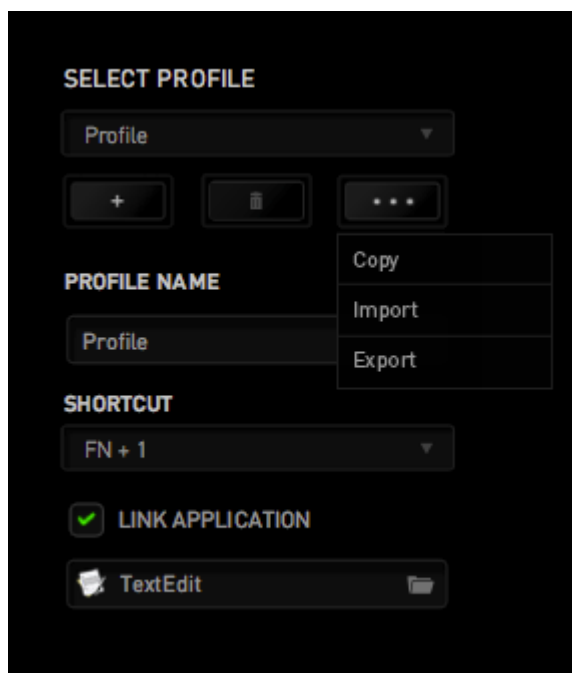 SELECT PROFILE
Profile
+
Copy
Import
Export
PROFILE NAME
Profile
SHORTCUT
FN + 1
LINK APPLICATION
TextEdit